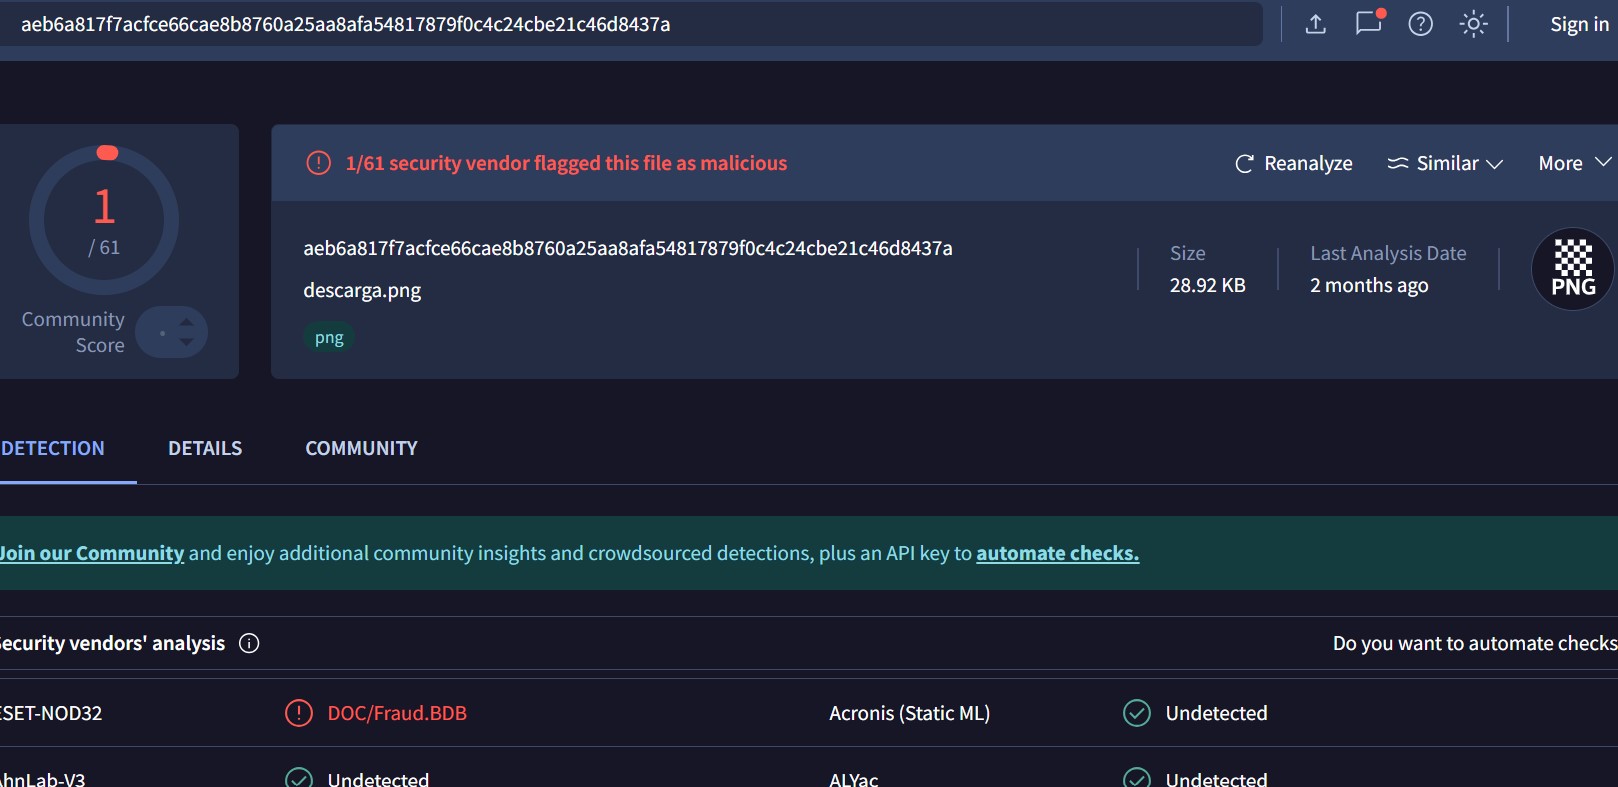 aeb6a817f7acfce66cae8b8760a25aa8afa54817879f0c4c24cbe21c46d8437a
Sign in
1
/ 61
Community
Score
1/61 security vendor flagged this file as malicious
Reanalyze
Similar
More
aeb6a817f7acfce66cae8b8760a25aa8afa54817879f0c4c24cbe21c46d8437a
descarga.png
png
Size
28.92 KB
Last Analysis Date
2 months ago
PNG
DETECTION
DETAILS
COMMUNITY
Join our Community and enjoy additional community insights and crowdsourced detections, plus an API key to automate checks.
Security vendors' analysis
Do you want to automate checks
ESET-NOD32
DOC/Fraud.BDB
Acronis (Static ML)
Undetected
AhnLab-V3
Undetected
ALYac
Undetected